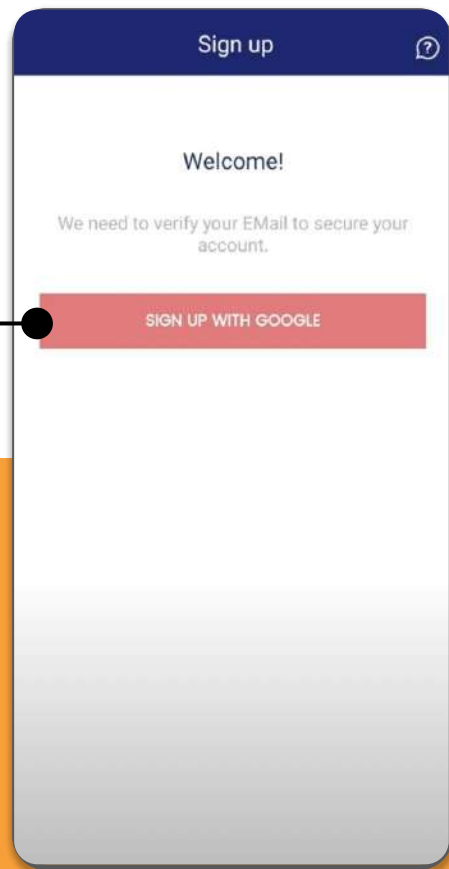 Sign up
Welcome!
We need to verify your EMail to secure your
account.
SIGN UP WITH GOOGLE